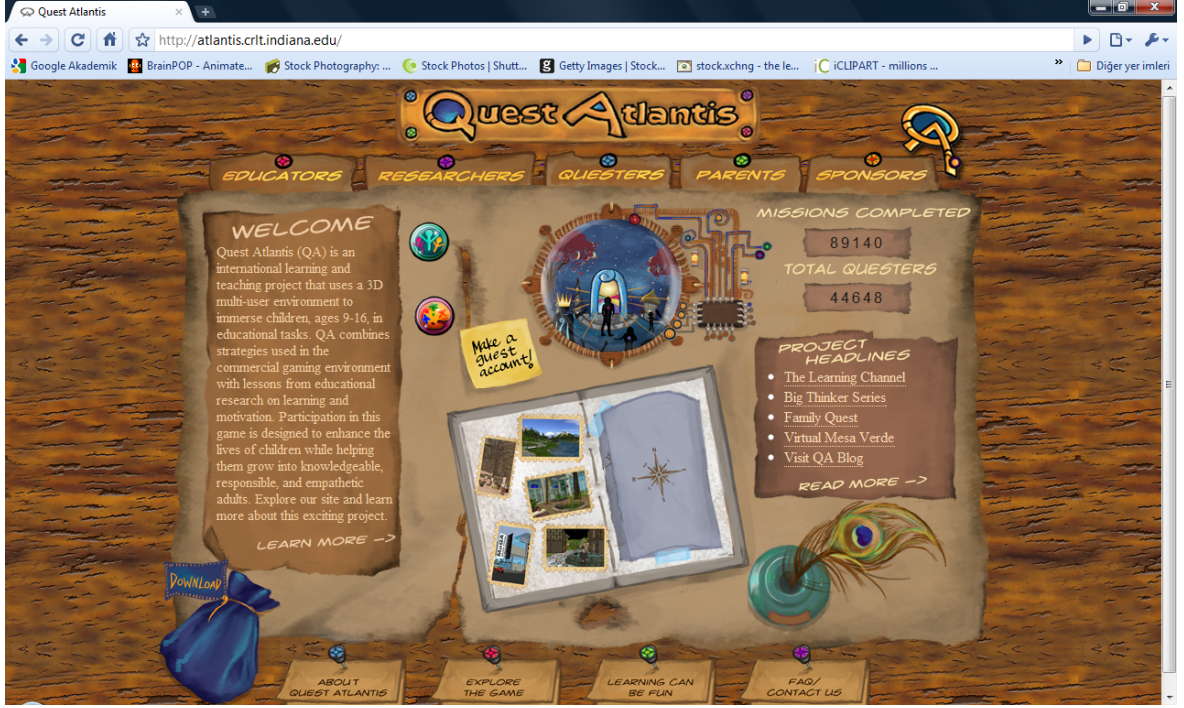 Quest Atlantis
http://atlantis.crlt.indiana.edu/
Google Akademik
BrainPOP - Animate...
Stock Photography: ...
Stock Photos | Shutt...
Getty Images | Stock...
stock.xchng - the le...
iCLIPART - millions ...
»
Diğer yer imleri
Quest Atlantis
EDUCATORS
RESEARCHERS
QUESTERS
PARENTS
SPONSORS
WELCOME
Quest Atlantis (QA) is an
international learning and
teaching project that uses a 3D
multi-user environment to
immerse children, ages 9-16, in
educational tasks. QA combines
strategies used in the
commercial gaming environment
with lessons from educational
research on learning and
motivation. Participation in this
game is designed to enhance the
lives of children while helping
them grow into knowledgeable,
responsible, and empathetic
adults. Explore our site and learn
more about this exciting project.
LEARN MORE -->
Make a
guest
account!
MISSIONS COMPLETED
89140
TOTAL QUESTERS
44648
PROJECT
HEADLINES
The Learning Channel
Big Thinker Series
Family Quest
Virtual Mesa Verde
Visit QA Blog
READ MORE -->
DOWNLOAD
ABOUT
QUEST ATLANTIS
EXPLORE
THE GAME
LEARNING CAN
BE FUN
FAQ/
CONTACT US